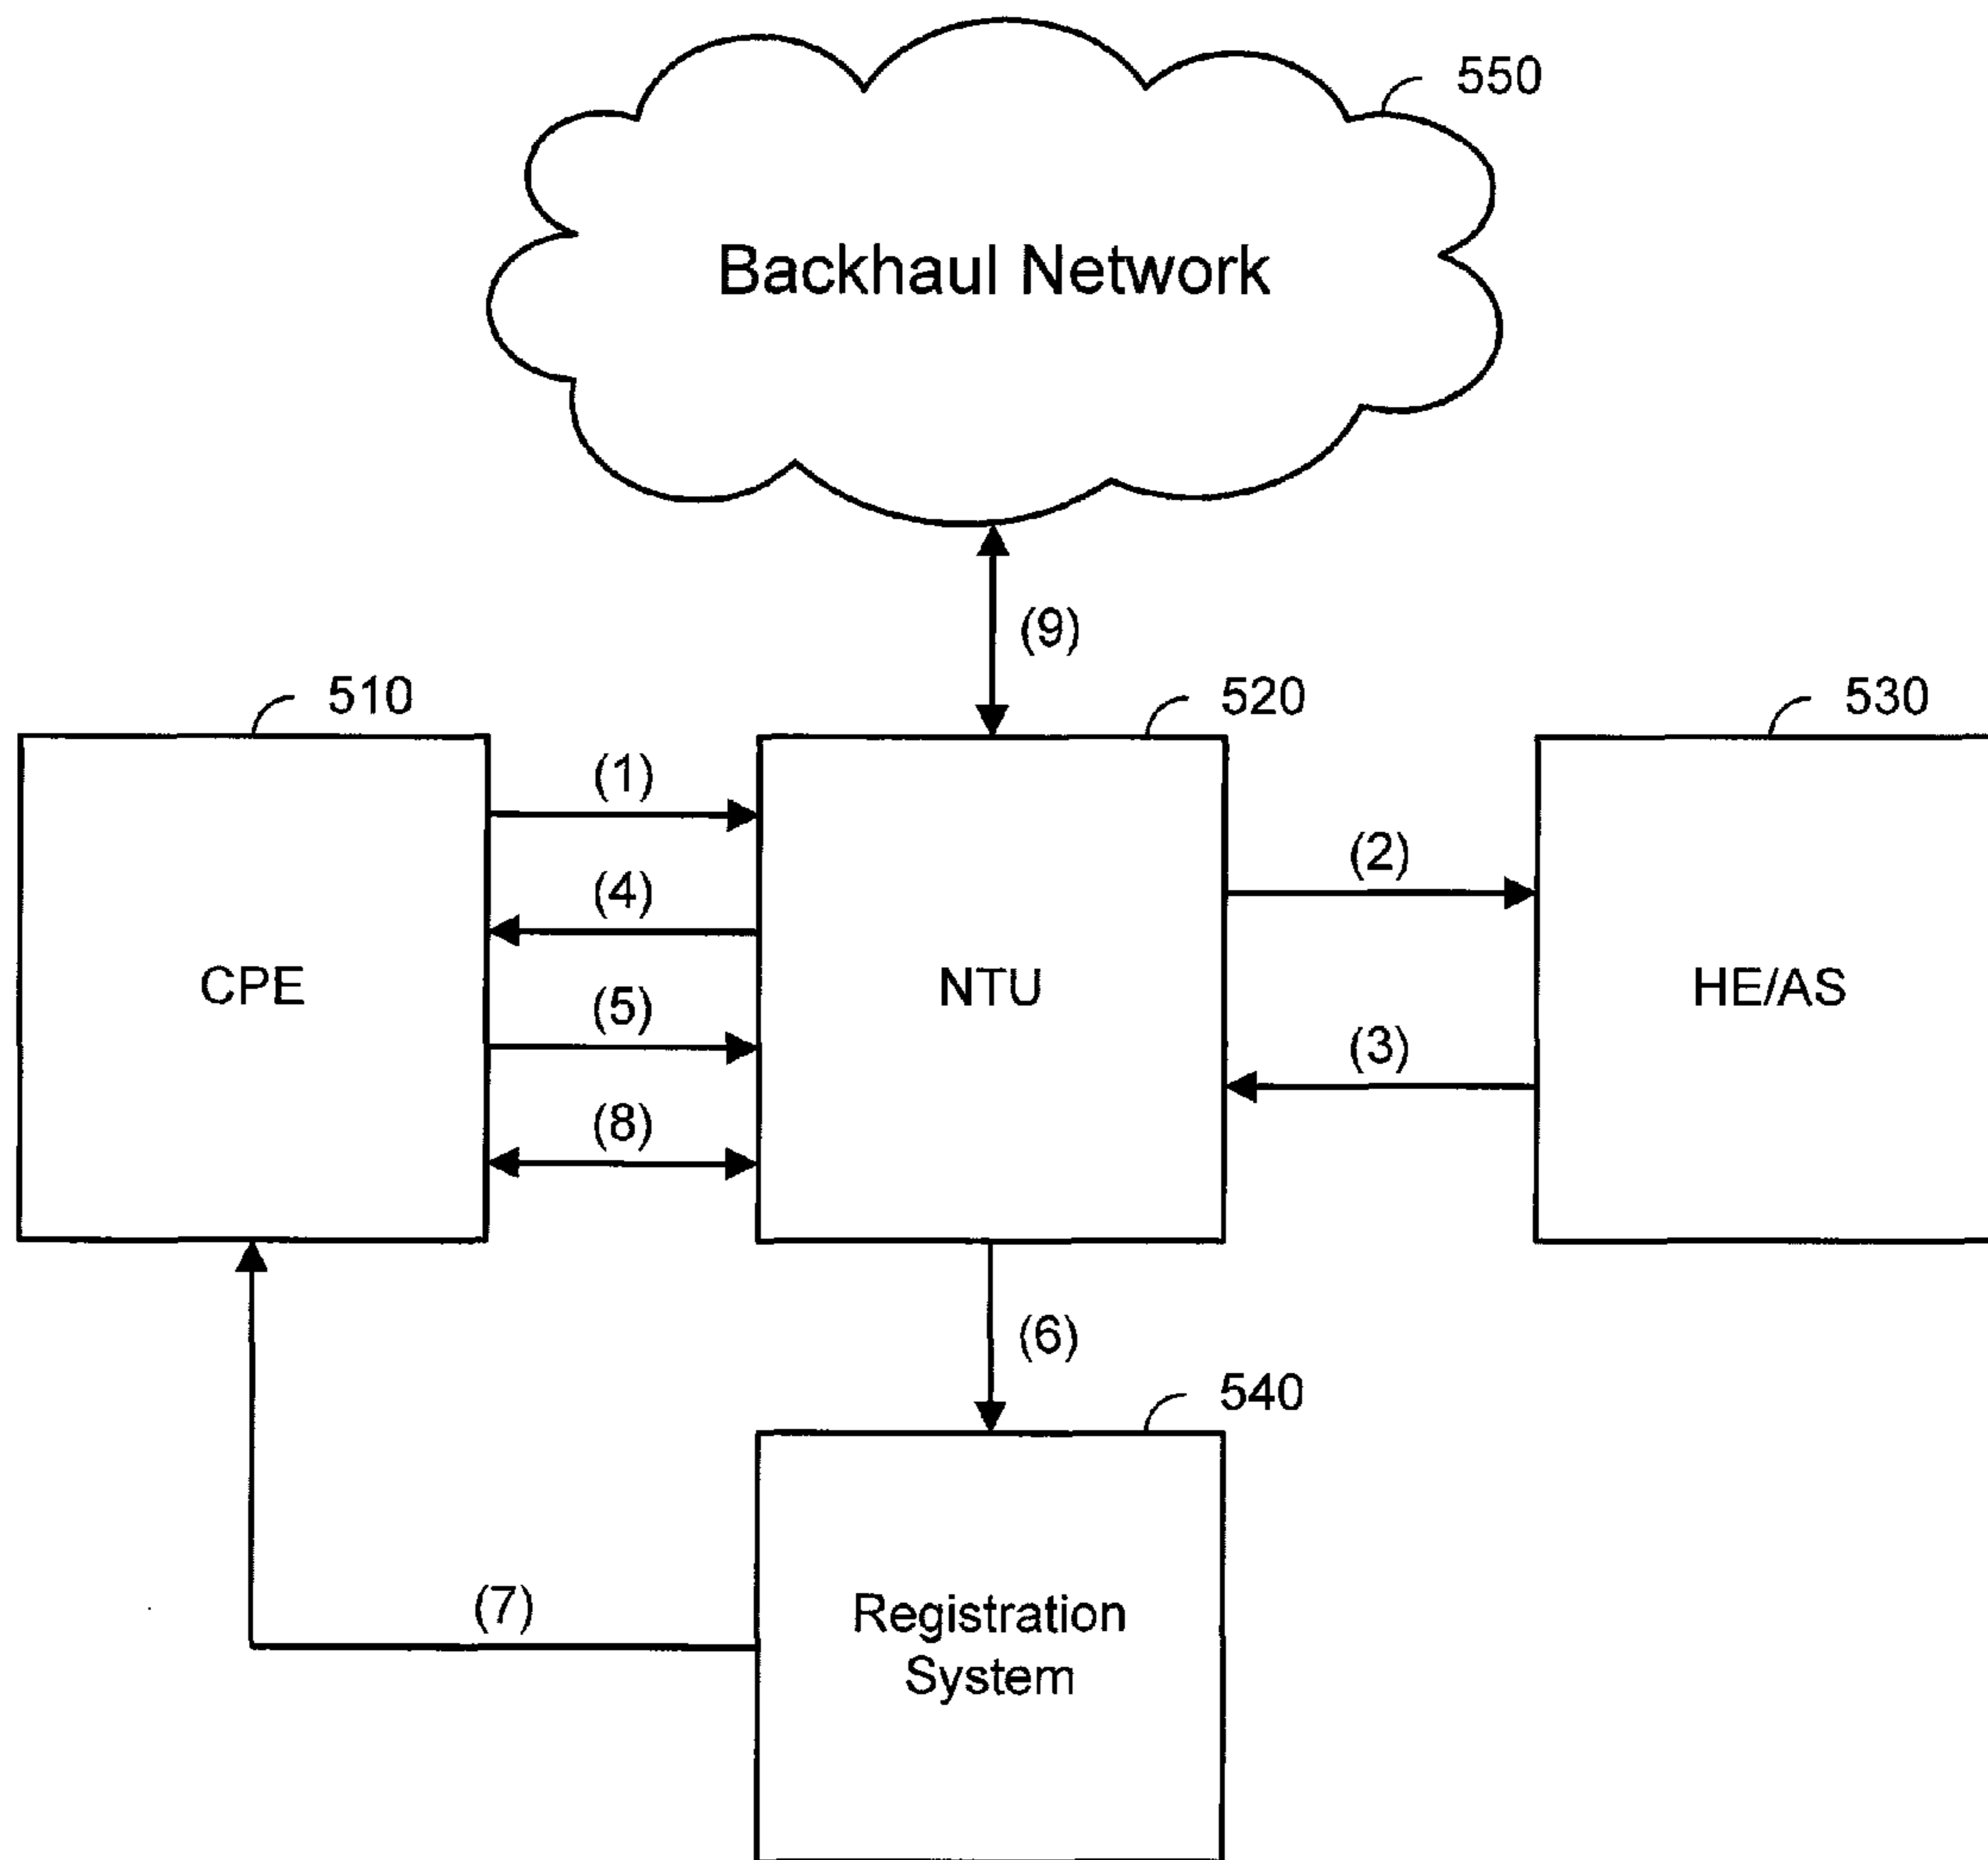 550
Backhaul Network
(9)
510
520
530
(1)
(2)
(4)
CPE
NTU
HE/AS
(5)
(3)
(8)
(6)
540
(7)
Registration
System